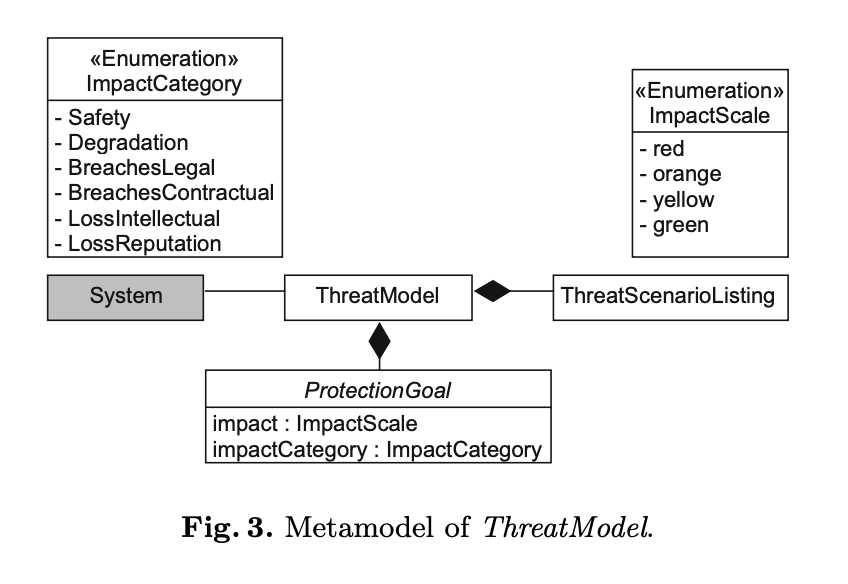 «Enumeration»
ImpactCategory
- Safety
- Degradation
- BreachesLegal
- BreachesContractual
- LossIntellectual
- LossReputation
«Enumeration»
ImpactScale
- red
- orange
- yellow
- green
System
ThreatModel
ThreatScenarioListing
ProtectionGoal
impact : ImpactScale
impactCategory : ImpactCategory
Fig. 3. Metamodel of ThreatModel.